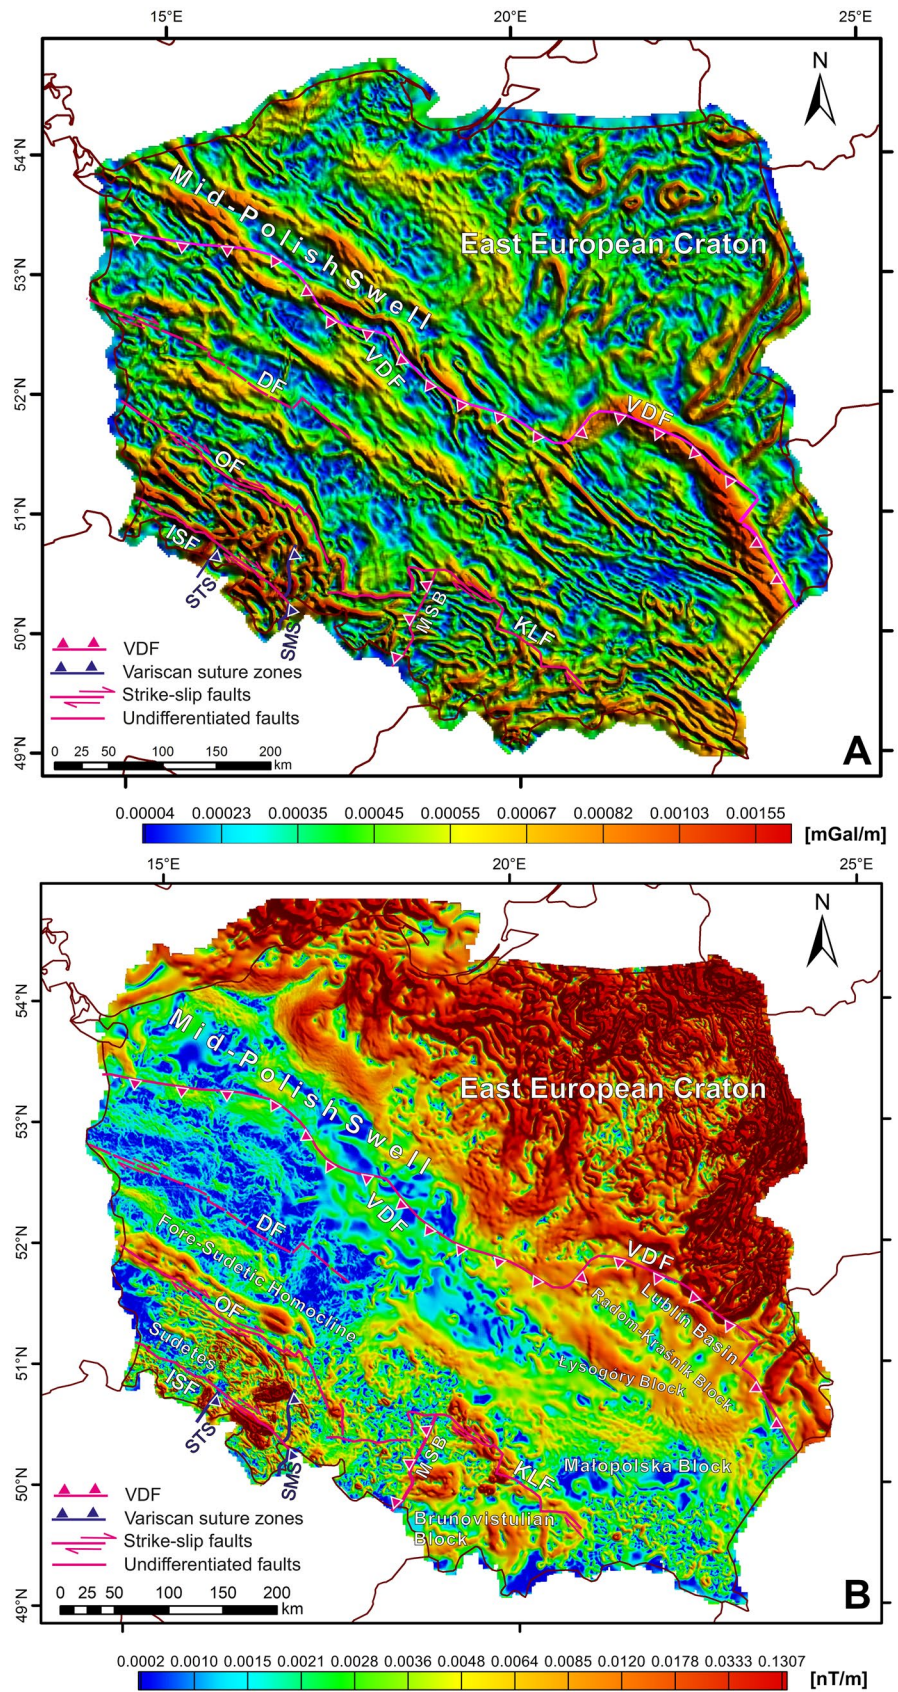 15°E 20°E 25°E
N
54°N
53°N
52°N
51°N
50°N
49°N
Mid-Polish Swell
East European Craton
VDF
VDF
DF
OF
ISF
STS
SMS
MSB
KLF
VDF
Variscan suture zones
Strike-slip faults
Undifferentiated faults
0 25 50 100 150 200
km
A
0.00004 0.00023 0.00035 0.00045 0.00055 0.00067 0.00082 0.00103 0.00155
[mGal/m]
15°E 20°E 25°E
N
54°N
53°N
52°N
51°N
50°N
49°N
Mid-Polish Swell
East European Craton
VDF
VDF
DF
Fore-Sudetic Homocline
OF
Sudetes
ISF
STS
SMS
Lublin Basin
Radom-Kraśnik Block
Łysogóry Block
Małopolska Block
MSB
KLF
Brunovistulian
Block
VDF
Variscan suture zones
Strike-slip faults
Undifferentiated faults
0 25 50 100 150 200
km
B
0.0002 0.0010 0.0015 0.0021 0.0028 0.0036 0.0048 0.0064 0.0085 0.0120 0.0178 0.0333 0.1307
[nT/m]